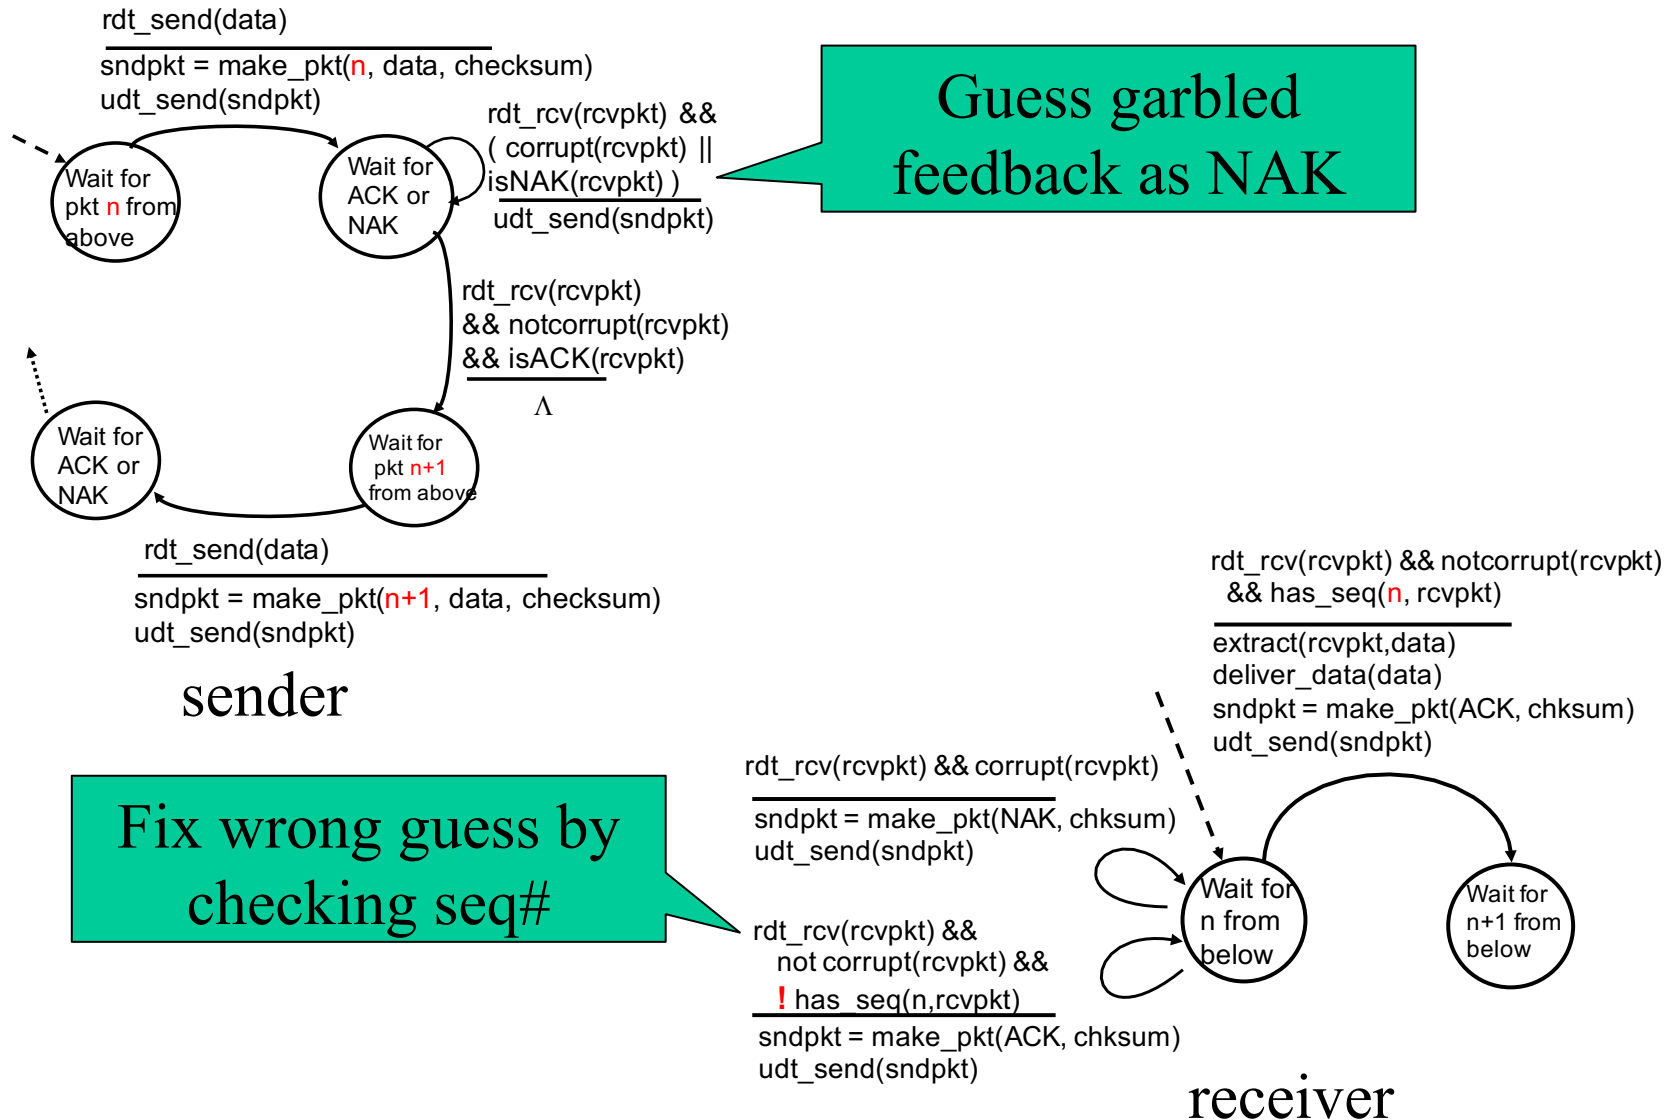 rdt_send(data)
sndpkt = make_pkt(n, data, checksum)
udt_send(sndpkt)
Wait for
pkt n from
above
Wait for
ACK or
NAK
rdt_rcv(rcvpkt) &&
( corrupt(rcvpkt) ||
isNAK(rcvpkt) )
udt_send(sndpkt)
Guess garbled
feedback as NAK
rdt_rcv(rcvpkt)
&& notcorrupt(rcvpkt)
&& isACK(rcvpkt)
Λ
Wait for
ACK or
NAK
Wait for
pkt n+1
from above
rdt_send(data)
sndpkt = make_pkt(n+1, data, checksum)
udt_send(sndpkt)
sender
rdt_rcv(rcvpkt) && notcorrupt(rcvpkt)
&& has_seq(n, rcvpkt)
extract(rcvpkt,data)
deliver_data(data)
sndpkt = make_pkt(ACK, chksum)
udt_send(sndpkt)
rdt_rcv(rcvpkt) && corrupt(rcvpkt)
sndpkt = make_pkt(NAK, chksum)
udt_send(sndpkt)
Fix wrong guess by
checking seq#
rdt_rcv(rcvpkt) &&
not corrupt(rcvpkt) &&
! has_seq(n,rcvpkt)
sndpkt = make_pkt(ACK, chksum)
udt_send(sndpkt)
Wait for
n from
below
Wait for
n+1 from
below
receiver